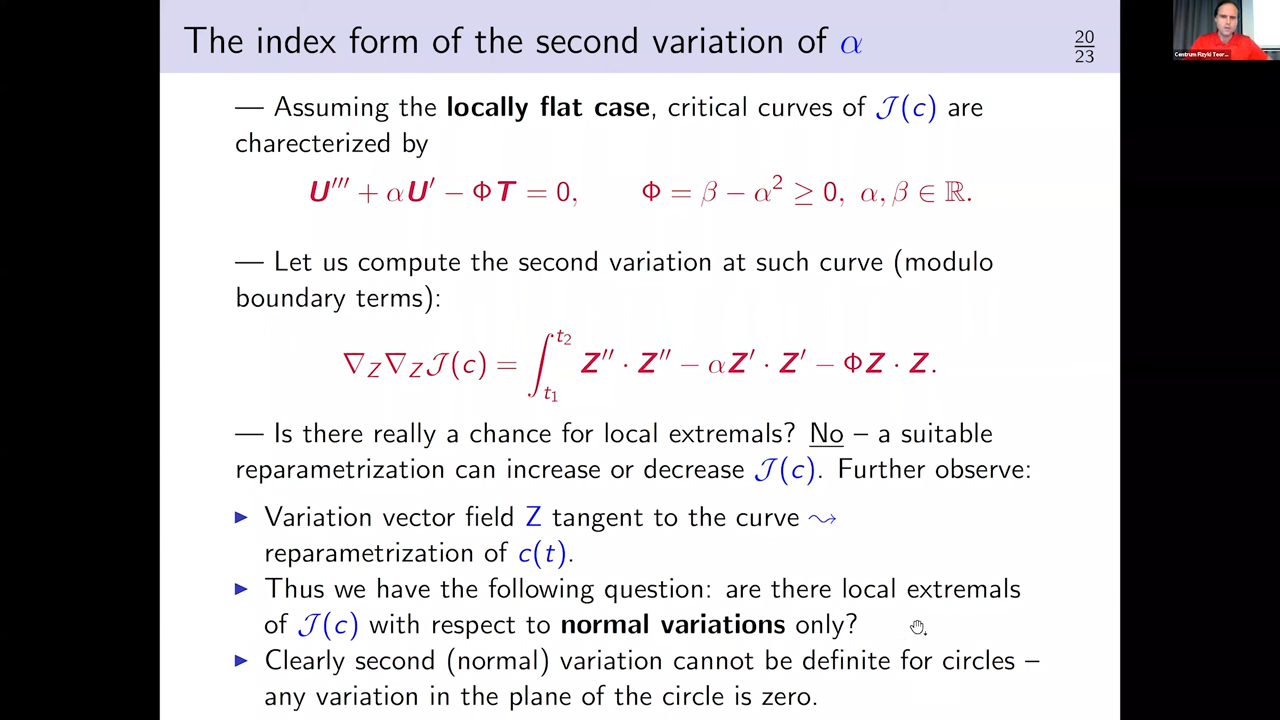 The index form of the second variation of α
20
23
Centrum Fizyki Teor...
— Assuming the locally flat case, critical curves of 𝒥(c) are
charecterized by
U''' + αU' − ΦT = 0, Φ = β − α² ≥ 0, α, β ∈ ℝ.
— Let us compute the second variation at such curve (modulo
boundary terms):
∇_Z∇_Z𝒥(c) = ∫_{t₁}^{t₂} Z'' · Z'' − αZ' · Z' − ΦZ · Z.
— Is there really a chance for local extremals? No – a suitable
reparametrization can increase or decrease 𝒥(c). Further observe:
▶ Variation vector field Z tangent to the curve ⇝
reparametrization of c(t).
▶ Thus we have the following question: are there local extremals
of 𝒥(c) with respect to normal variations only?
▶ Clearly second (normal) variation cannot be definite for circles –
any variation in the plane of the circle is zero.